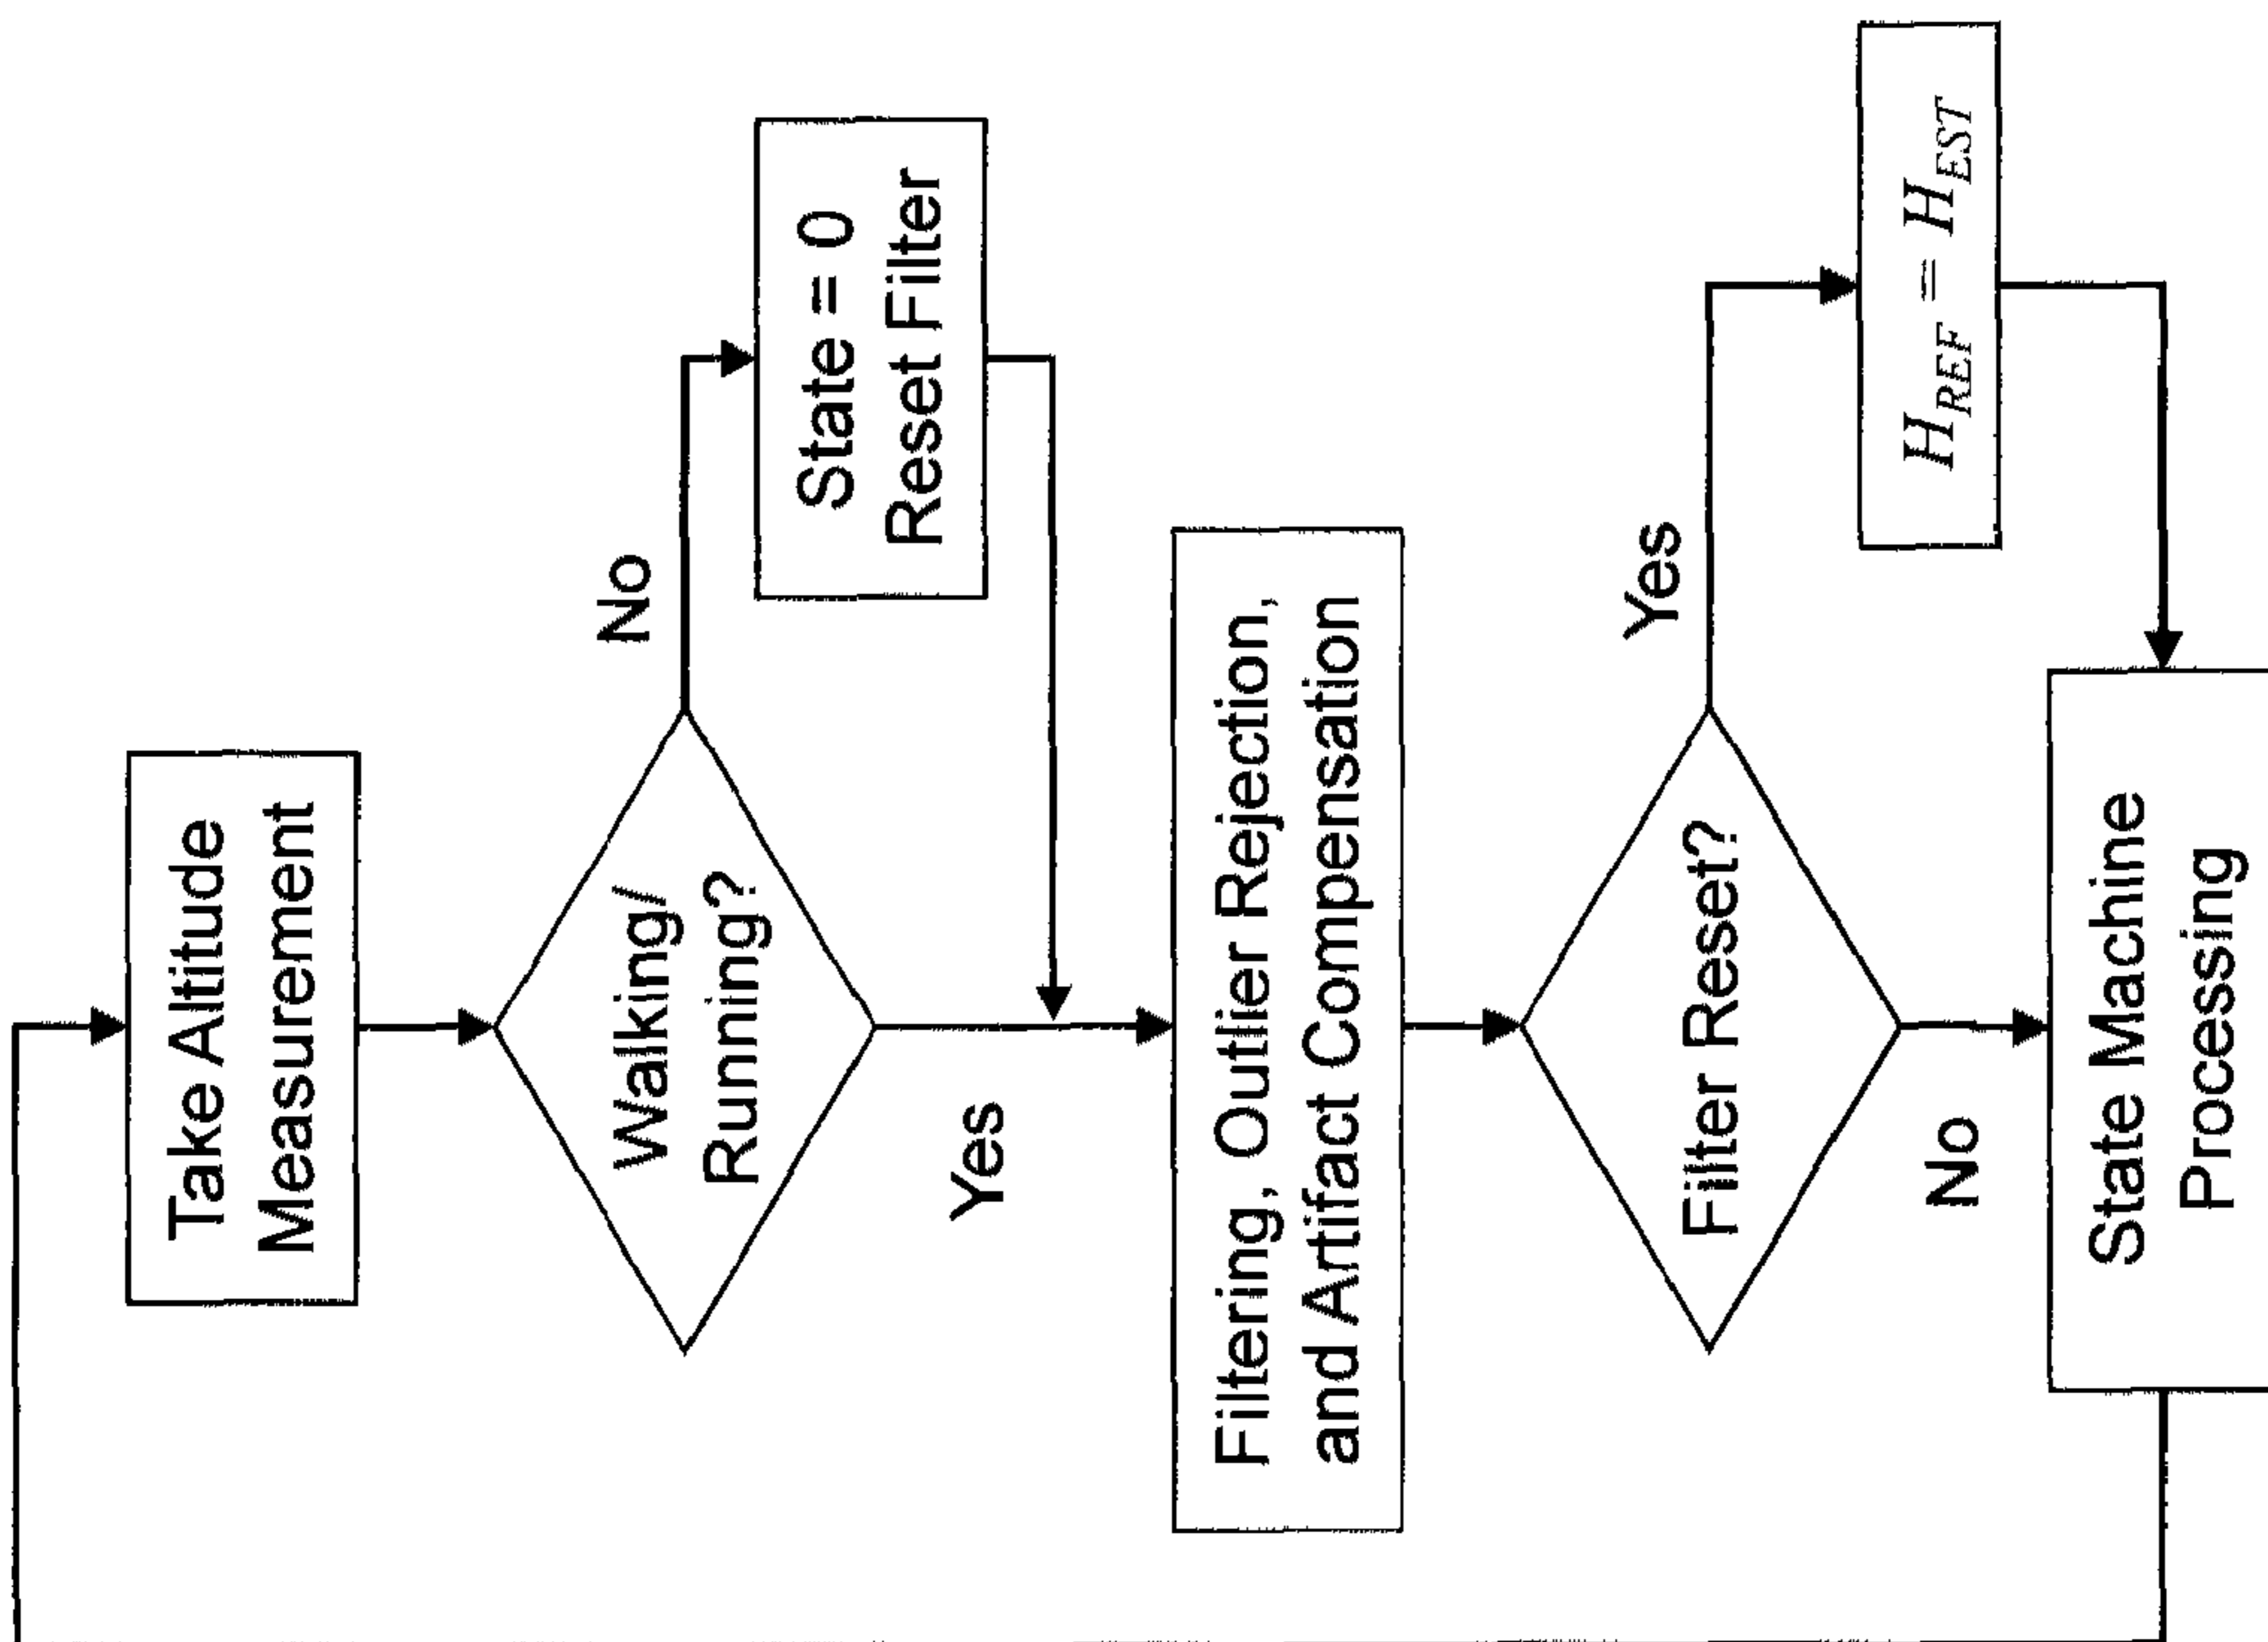 Take Altitude
Measurement
Walking/
Running?
No
State = 0
Reset Filter
Yes
Filtering, Outlier Rejection,
and Artifact Compensation
Filter Reset?
Yes
H_REF = H_EST
No
State Machine
Processing